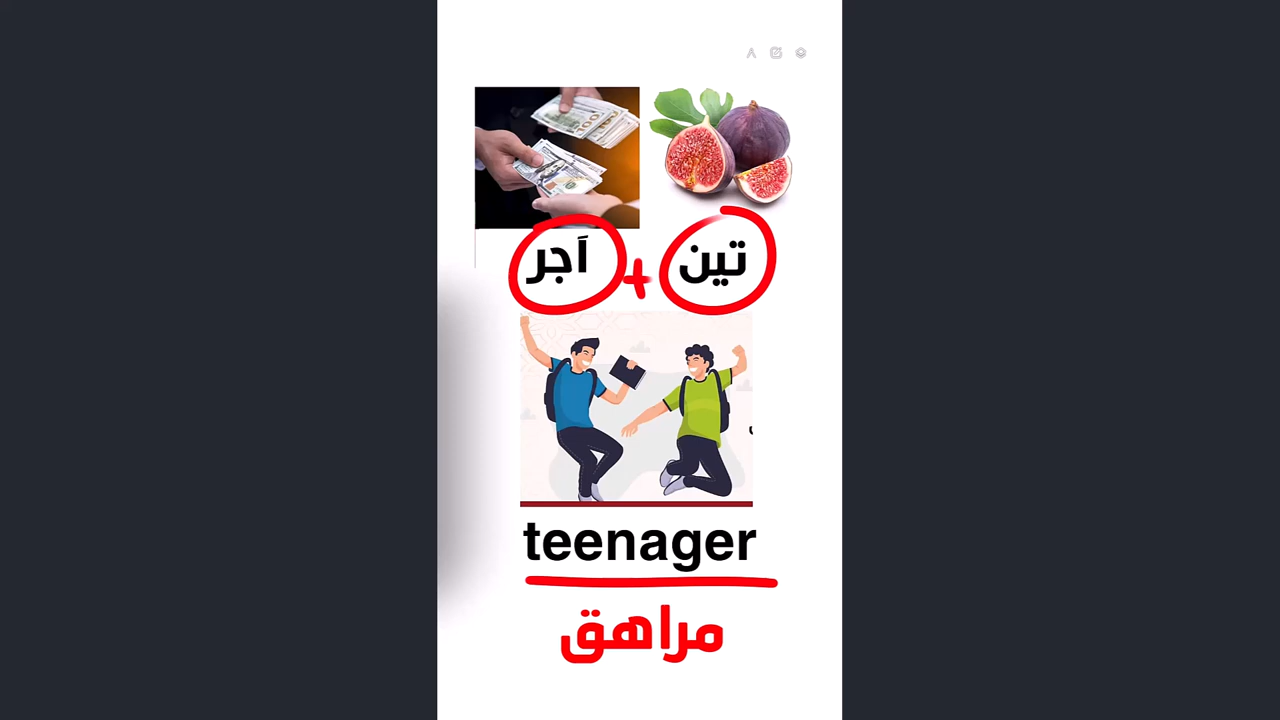 تين + آجر
teenager
مراهق